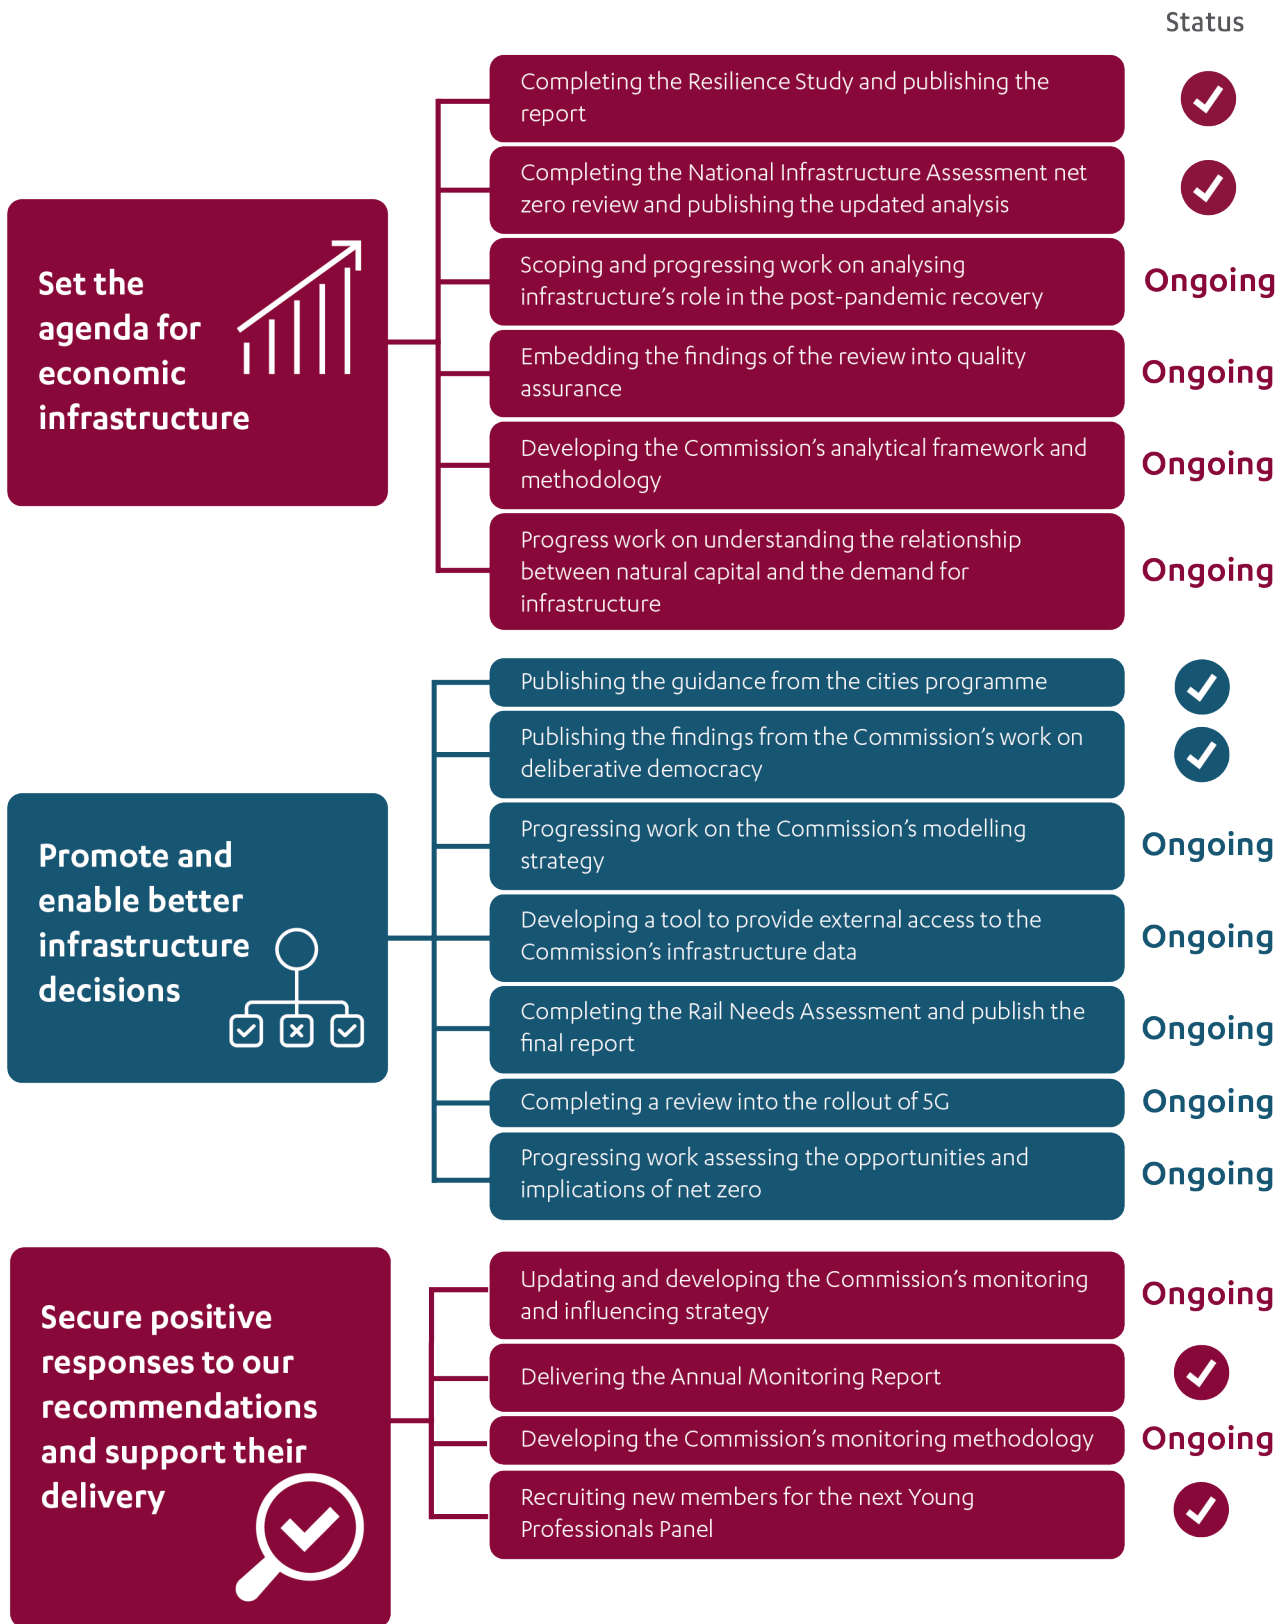 Status
Set the
agenda for
economic
infrastructure
Completing the Resilience Study and publishing the
report
Completing the National Infrastructure Assessment net
zero review and publishing the updated analysis
Scoping and progressing work on analysing
infrastructure’s role in the post-pandemic recovery
Ongoing
Embedding the findings of the review into quality
assurance
Ongoing
Developing the Commission’s analytical framework and
methodology
Ongoing
Progress work on understanding the relationship
between natural capital and the demand for
infrastructure
Ongoing
Promote and
enable better
infrastructure
decisions
Publishing the guidance from the cities programme
Publishing the findings from the Commission’s work on
deliberative democracy
Progressing work on the Commission’s modelling
strategy
Ongoing
Developing a tool to provide external access to the
Commission’s infrastructure data
Ongoing
Completing the Rail Needs Assessment and publish the
final report
Ongoing
Completing a review into the rollout of 5G
Ongoing
Progressing work assessing the opportunities and
implications of net zero
Ongoing
Secure positive
responses to our
recommendations
and support their
delivery
Updating and developing the Commission’s monitoring
and influencing strategy
Ongoing
Delivering the Annual Monitoring Report
Developing the Commission’s monitoring methodology
Ongoing
Recruiting new members for the next Young
Professionals Panel